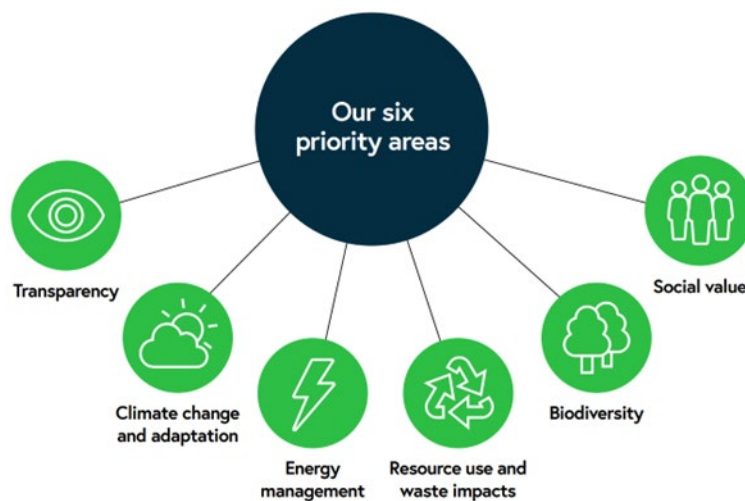 Our six
priority areas
Transparency
Climate change
and adaptation
Energy
management
Resource use and
waste impacts
Biodiversity
Social value